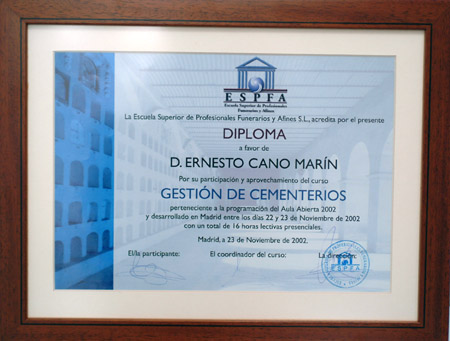 ESPFA
Escuela Superior de Profesionales
Funerarios y Afines
La Escuela Superior de Profesionales Funerarios y Afines S.L., acredita por el presente
DIPLOMA
a favor de
D. ERNESTO CANO MARÍN
Por su participación y aprovechamiento del curso
GESTIÓN DE CEMENTERIOS
perteneciente a la programación del Aula Abierta 2002
y desarrollado en Madrid entre los días 22 y 23 de Noviembre de 2002
con un total de 16 horas lectivas presenciales.
Madrid, a 23 de Noviembre de 2002.
El/la participante:
El coordinador del curso:
La dirección:
ESPFA